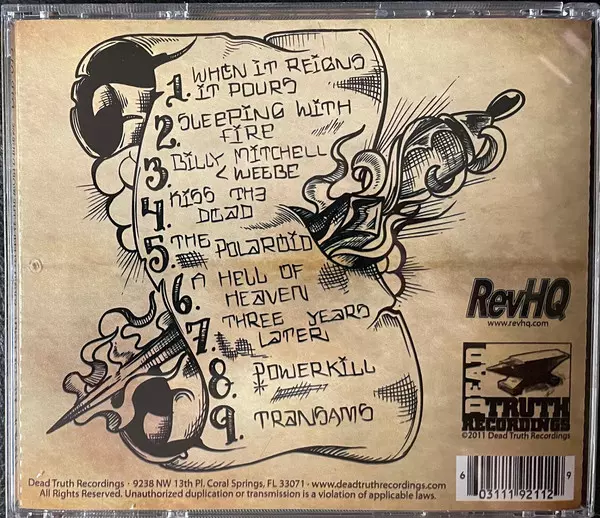 1. WHEN IT REIGNS
IT POURS
2. SLEEPING WITH
FIRE
3. BILLY MITCHELL
< WEEBE
4. KISS THE
DEAD
5. THE POLAROID
6. A HELL OF
HEAVEN
7. THREE YEARS
LATER
8. POWERKILL
9. TRANSAMS
RevHQ
www.revhq.com
DEAD
TRUTH
RECORDINGS
©2011 Dead Truth Recordings
Dead Truth Recordings · 9238 NW 13th Pl, Coral Springs, FL 33071 · www.deadtruthrecordings.com
All Rights Reserved. Unauthorized duplication or transmission is a violation of applicable laws.
6 03111 92112 9